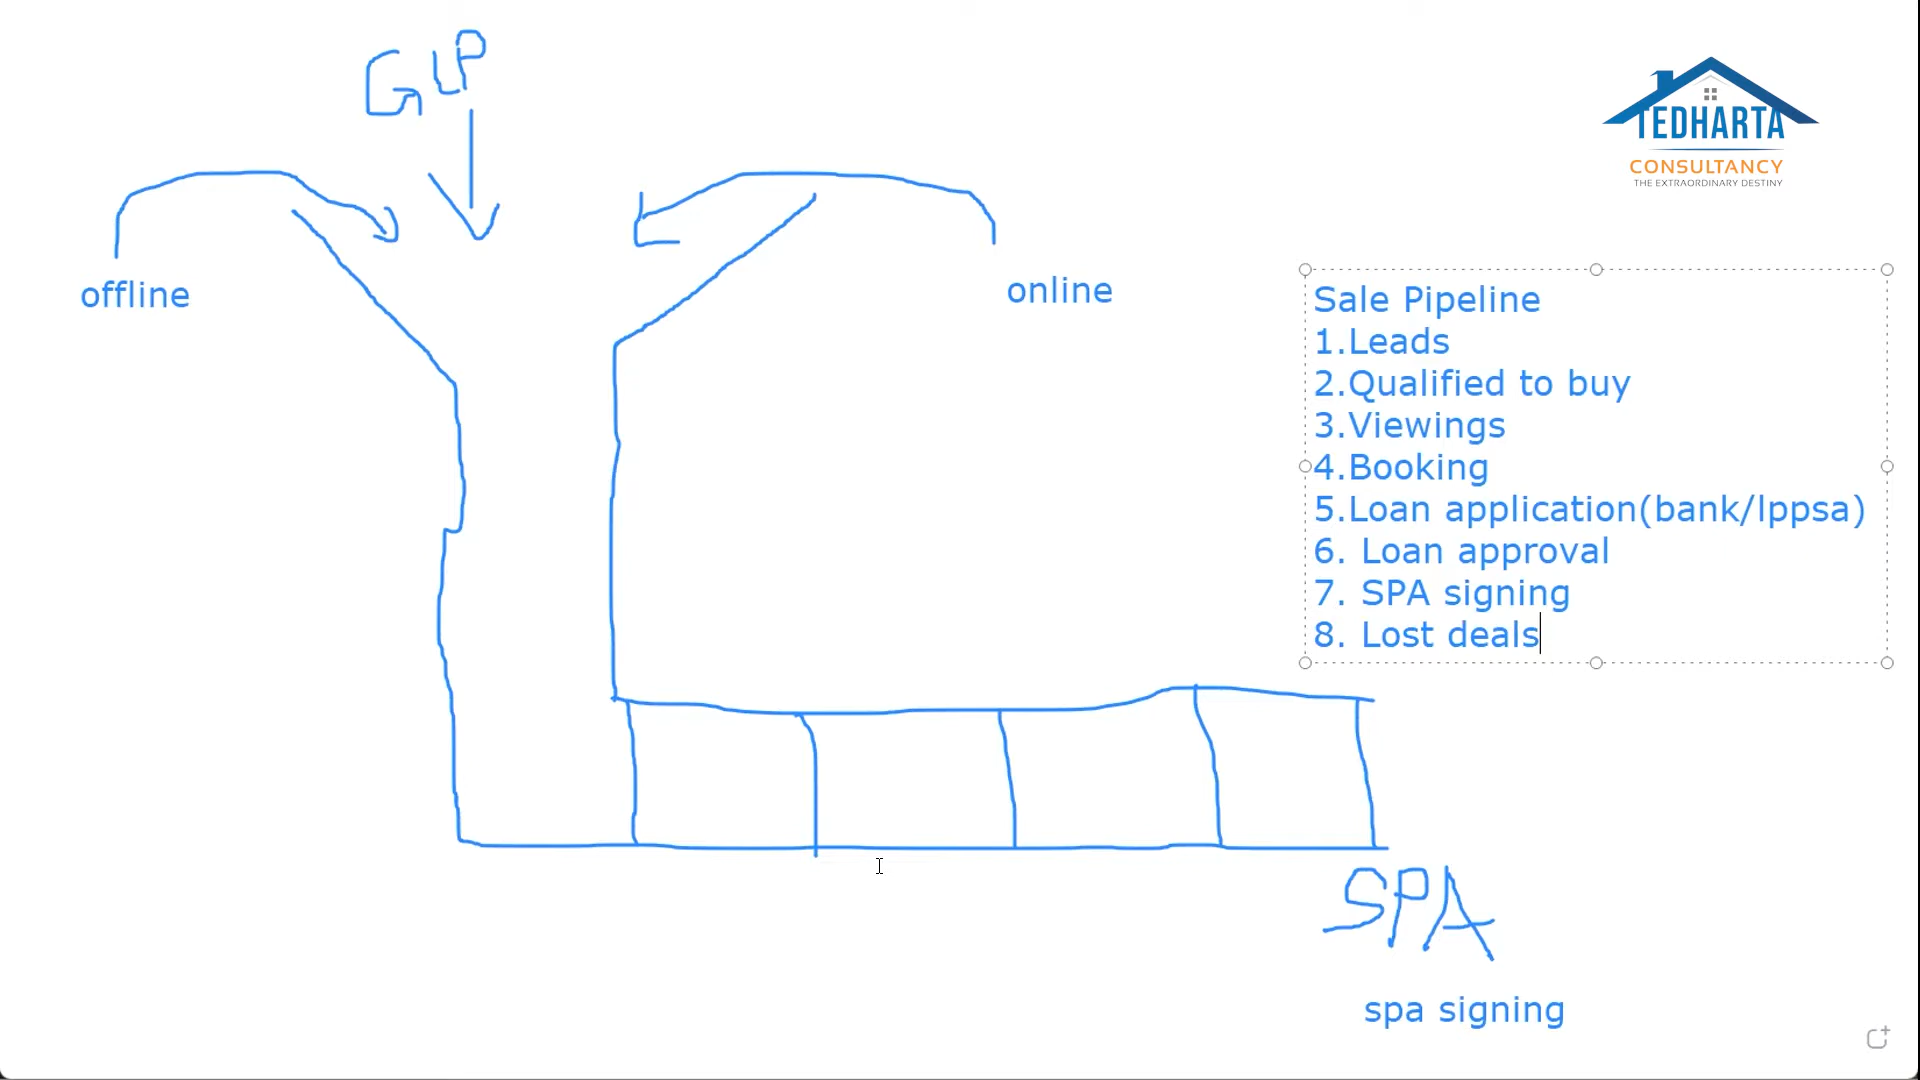 GLP
TEDHARTA
CONSULTANCY
THE EXTRAORDINARY DESTINY
offline
online
Sale Pipeline
1.Leads
2.Qualified to buy
3.Viewings
4.Booking
5.Loan application(bank/lppsa)
6. Loan approval
7. SPA signing
8. Lost deals
SPA
spa signing